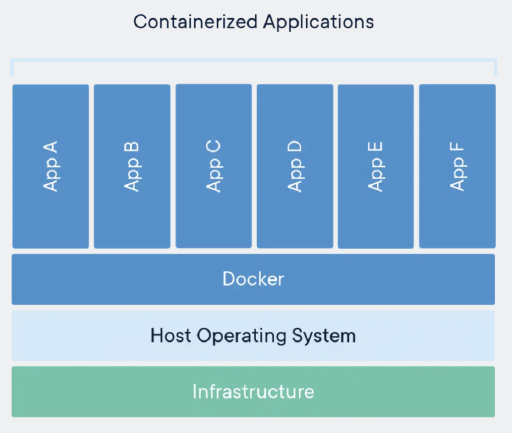 Containerized Applications
App A
App B
App C
App D
App E
App F
Docker
Host Operating System
Infrastructure